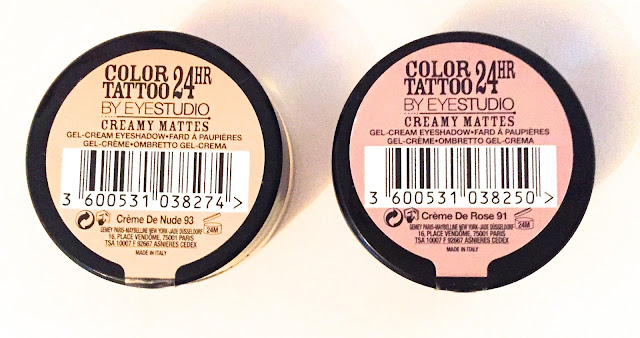 COLOR 24HR
TATTOO
BY EYESTUDIO
CREAMY MATTES
GEL-CREAM EYESHADOW•FARD À PAUPIÈRES
GEL-CRÈME•OMBRETTO GEL-CREMA
3 600531 038274 >
Crème De Nude 93
24M
GEMEY PARIS-MAYBELLINE NEW YORK-JADE DÜSSELDORF
16, PLACE VENDÔME, 75001 PARIS
TSA 10007 F 92667 ASNIERES CEDEX
MADE IN ITALY
COLOR 24HR
TATTOO
BY EYESTUDIO
CREAMY MATTES
GEL-CREAM EYESHADOW•FARD À PAUPIÈRES
GEL-CRÈME•OMBRETTO GEL-CREMA
3 600531 038250 >
Crème De Rose 91
24M
GEMEY PARIS-MAYBELLINE NEW YORK-JADE DÜSSELDORF
16, PLACE VENDÔME, 75001 PARIS
TSA 10007 F 92667 ASNIERES CEDEX
MADE IN ITALY